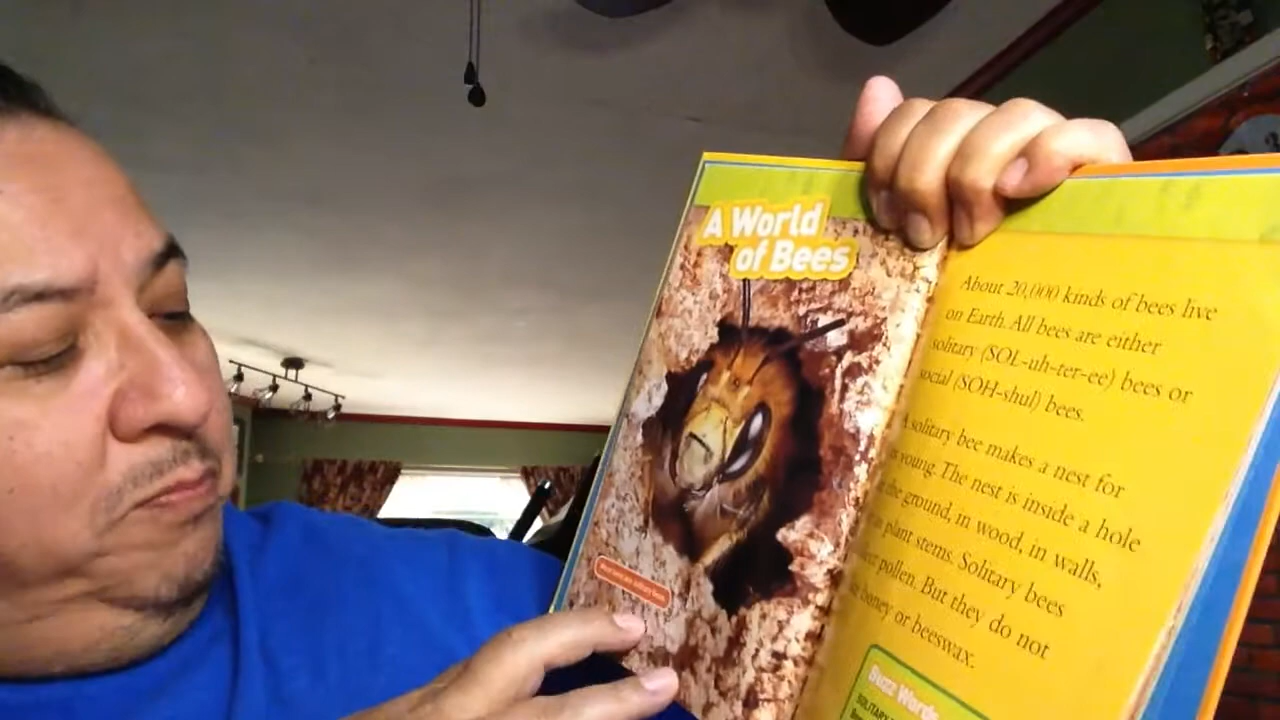 A World
of Bees
About 20,000 kinds of bees live
on Earth. All bees are either
solitary (SOL-uh-ter-ee) bees or
social (SOH-shul) bees.
A solitary bee makes a nest for
its young. The nest is inside a hole
the ground, in wood, in walls,
plant stems. Solitary bees
pollen. But they do not
honey or beeswax.
Buzz Words
SOLITARY